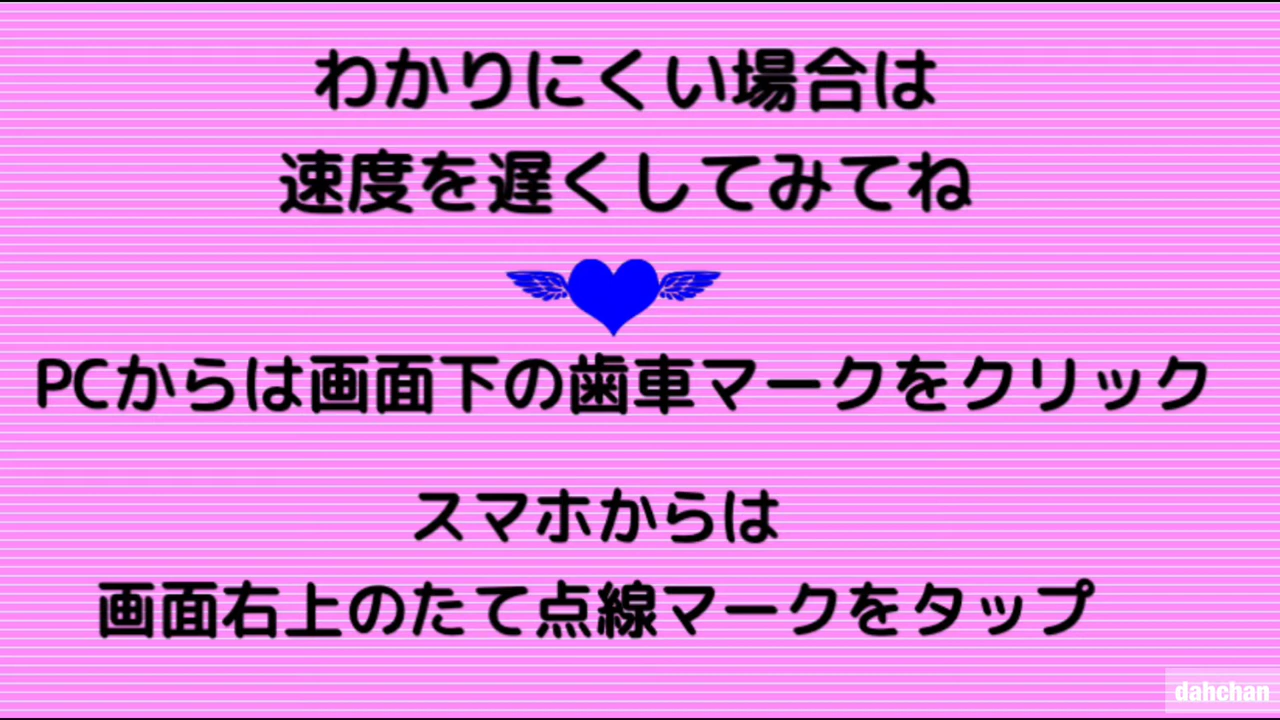 わかりにくい場合は
速度を遅くしてみてね
PCからは画面下の歯車マークをクリック
スマホからは
画面右上のたて点線マークをタップ
dahchan